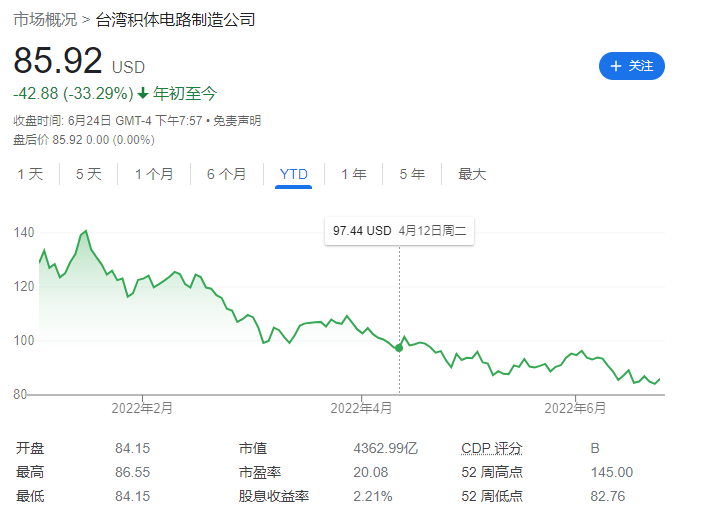 市场概况 > 台湾积体电路制造公司
85.92 USD
+ 关注
-42.88 (-33.29%) ↓ 年初至今
收盘时间: 6月24日 GMT-4 下午7:57 • 免责声明
盘后价 85.92 0.00 (0.00%)
1 天 5 天 1 个月 6 个月 YTD 1 年 5 年 最大
97.44 USD 4月12日周二
140
120
100
80
2022年2月 2022年4月 2022年6月
开盘 84.15 市值 4362.99亿 CDP 评分 B
最高 86.55 市盈率 20.08 52 周高点 145.00
最低 84.15 股息收益率 2.21% 52 周低点 82.76